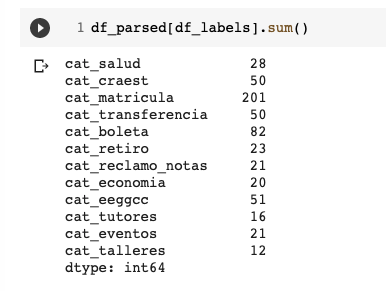 1 df_parsed[df_labels].sum()
cat_salud 28
cat_craest 50
cat_matricula 201
cat_transferencia 50
cat_boleta 82
cat_retiro 23
cat_reclamo_notas 21
cat_economia 20
cat_eeggcc 51
cat_tutores 16
cat_eventos 21
cat_talleres 12
dtype: int64